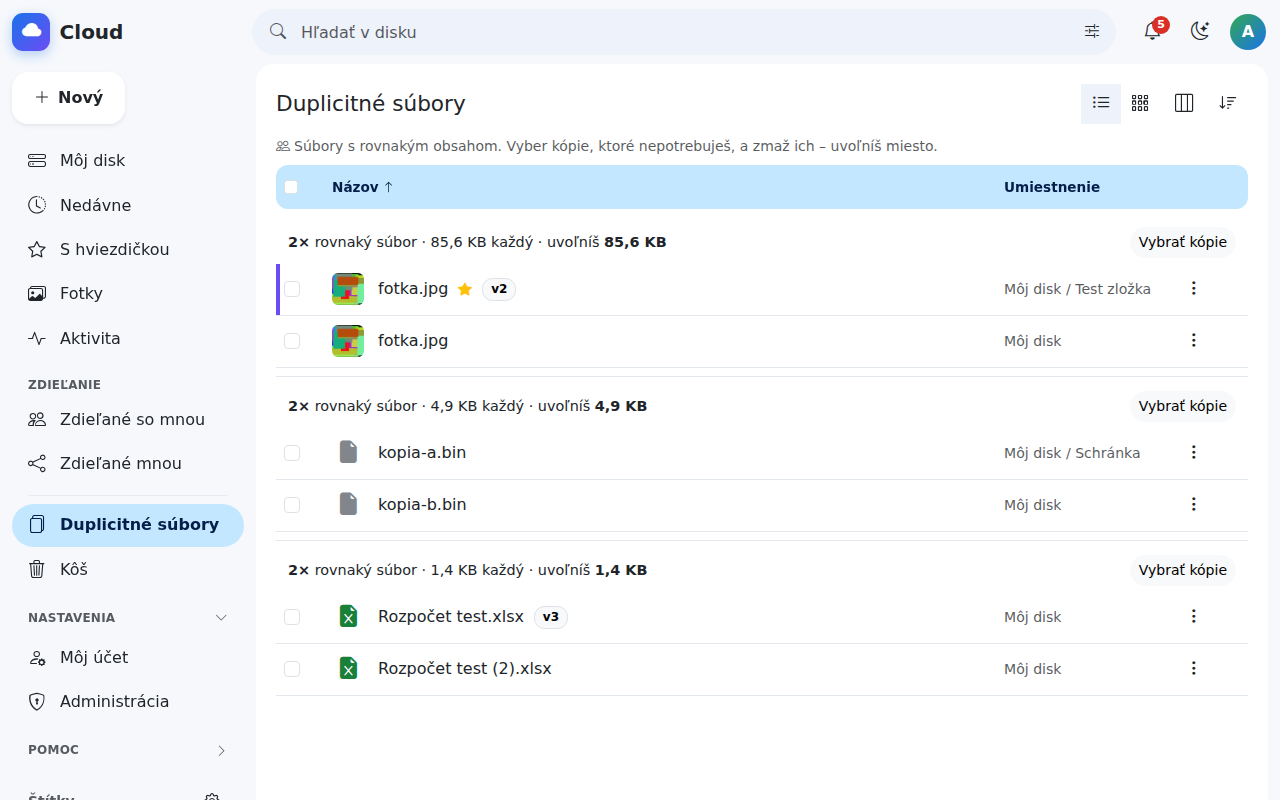 Cloud
Hľadať v disku
5
A
Nový
Môj disk
Nedávne
S hviezdičkou
Fotky
Aktivita
ZDIEĽANIE
Zdieľané so mnou
Zdieľané mnou
Duplicitné súbory
Kôš
NASTAVENIA
Môj účet
Administrácia
POMOC
Štítky
Duplicitné súbory
Súbory s rovnakým obsahom. Vyber kópie, ktoré nepotrebuješ, a zmaž ich – uvoľníš miesto.
Názov ↑ Umiestnenie
2× rovnaký súbor · 85,6 KB každý · uvoľníš 85,6 KB Vybrať kópie
fotka.jpg v2 Môj disk / Test zložka
fotka.jpg Môj disk
2× rovnaký súbor · 4,9 KB každý · uvoľníš 4,9 KB Vybrať kópie
kopia-a.bin Môj disk / Schránka
kopia-b.bin Môj disk
2× rovnaký súbor · 1,4 KB každý · uvoľníš 1,4 KB Vybrať kópie
Rozpočet test.xlsx v3 Môj disk
Rozpočet test (2).xlsx Môj disk